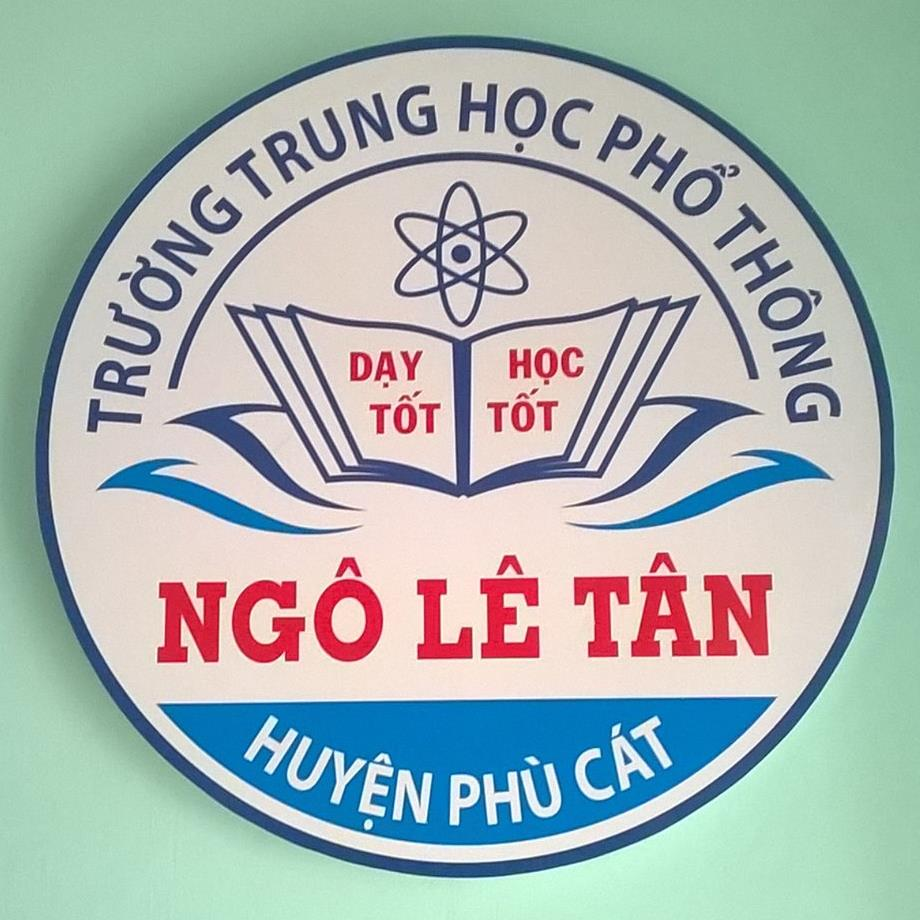 TRƯỜNG TRUNG HỌC PHỔ THÔNG
DẠY
TỐT
HỌC
TỐT
NGÔ LÊ TÂN
HUYỆN PHÙ CÁT